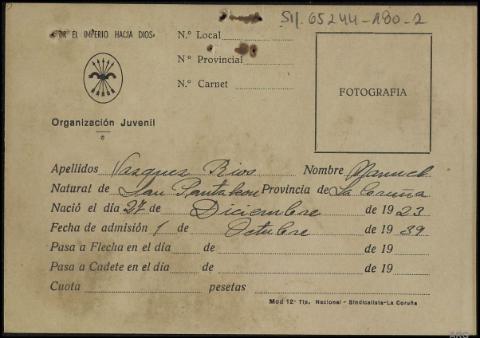 SIJ. 65244-180-2
«POR EL IMPERIO HACIA DIOS»
N.º Local
N.º Provincial
N.º Carnet
FOTOGRAFIA
Organización Juvenil
Apellidos Vasquez Rios Nombre Manuel
Natural de San Pantaleon Provincia de La Coruña
Nació el día 27 de Diciembre de 1923
Fecha de admisión 1 de Octubre de 1939
Pasa a Flecha en el día de de 19
Pasa a Cadete en el día de de 19
Cuota pesetas
Mod 12- Tip. Nacional - Sindicalista-La Coruña